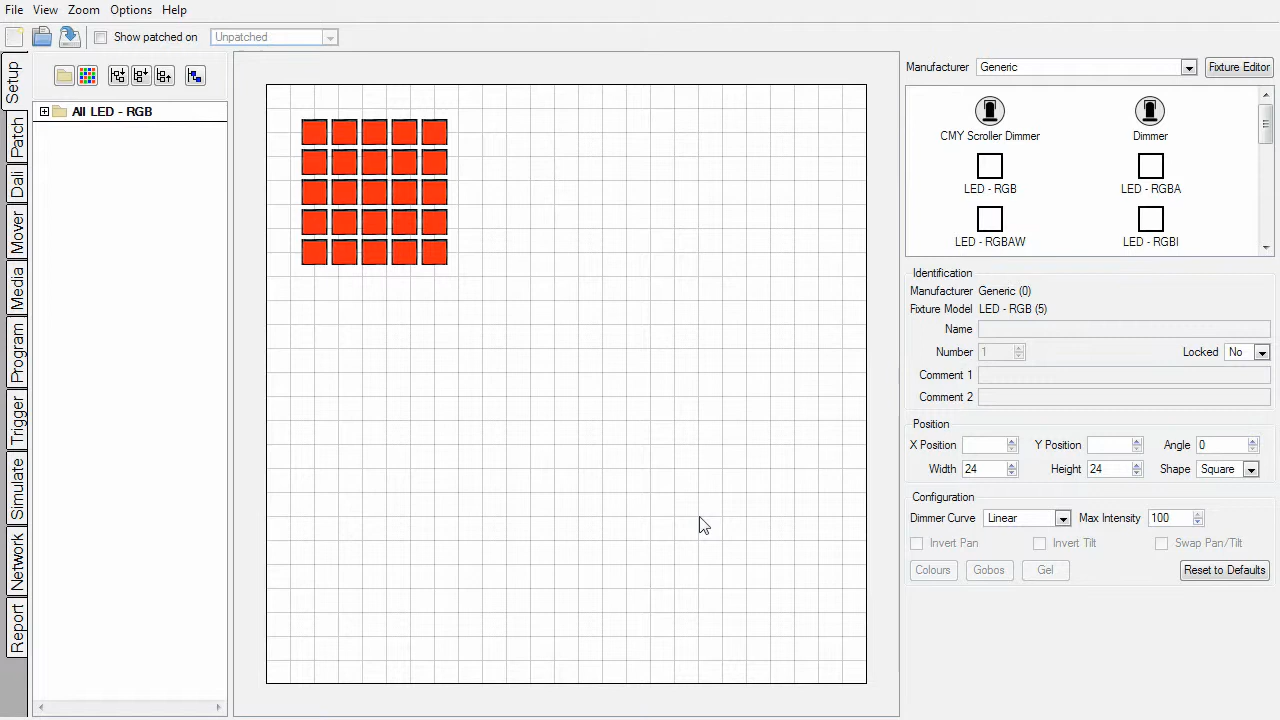 File View Zoom Options Help
Show patched on Unpatched
Setup
Patch
Dali
Mover
Media
Program
Trigger
Simulate
Network
Report
All LED - RGB
Manufacturer Generic Fixture Editor
CMY Scroller Dimmer Dimmer
LED - RGB LED - RGBA
LED - RGBAW LED - RGBI
Identification
Manufacturer Generic (0)
Fixture Model LED - RGB (5)
Name
Number 1 Locked No
Comment 1
Comment 2
Position
X Position Y Position Angle 0
Width 24 Height 24 Shape Square
Configuration
Dimmer Curve Linear Max Intensity 100
Invert Pan Invert Tilt Swap Pan/Tilt
Colours Gobos Gel Reset to Defaults